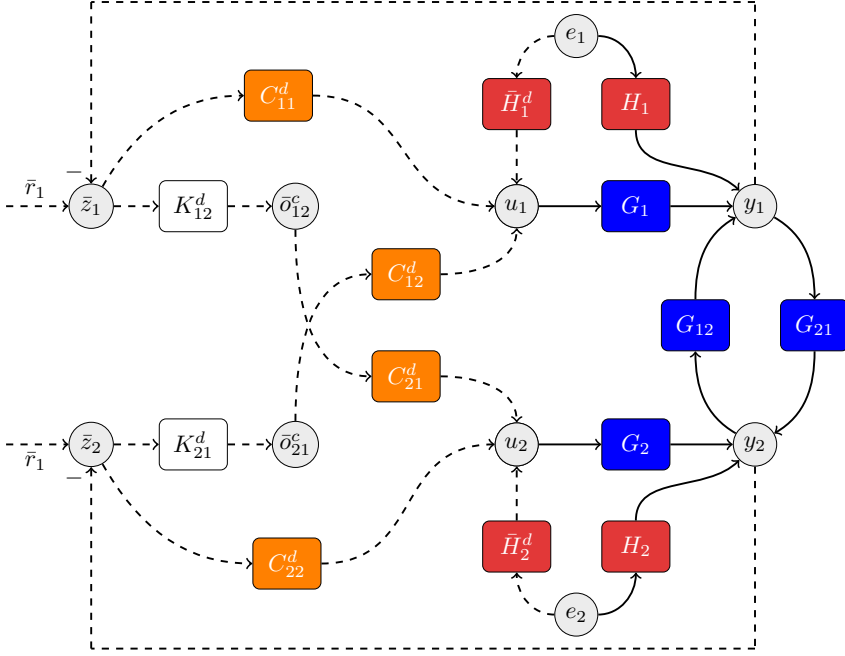 e₁
C₁₁ᵈ
H̄₁ᵈ
H₁
−
r̄₁
z̄₁
K₁₂ᵈ
ō₁₂ᶜ
u₁
G₁
y₁
C₁₂ᵈ
G₁₂
G₂₁
C₂₁ᵈ
r̄₁
z̄₂
K₂₁ᵈ
ō₂₁ᶜ
u₂
G₂
y₂
−
C₂₂ᵈ
H̄₂ᵈ
H₂
e₂